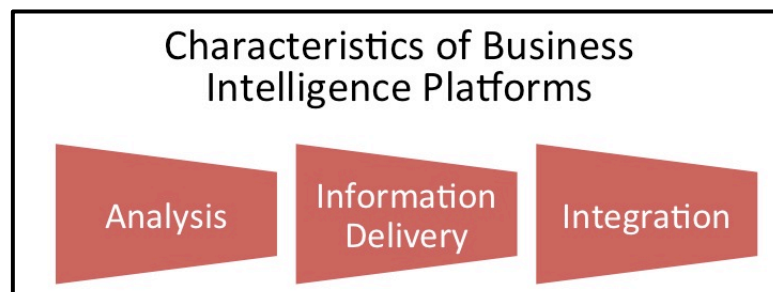 Characteristics of Business
Intelligence Platforms
Analysis
Information
Delivery
Integration